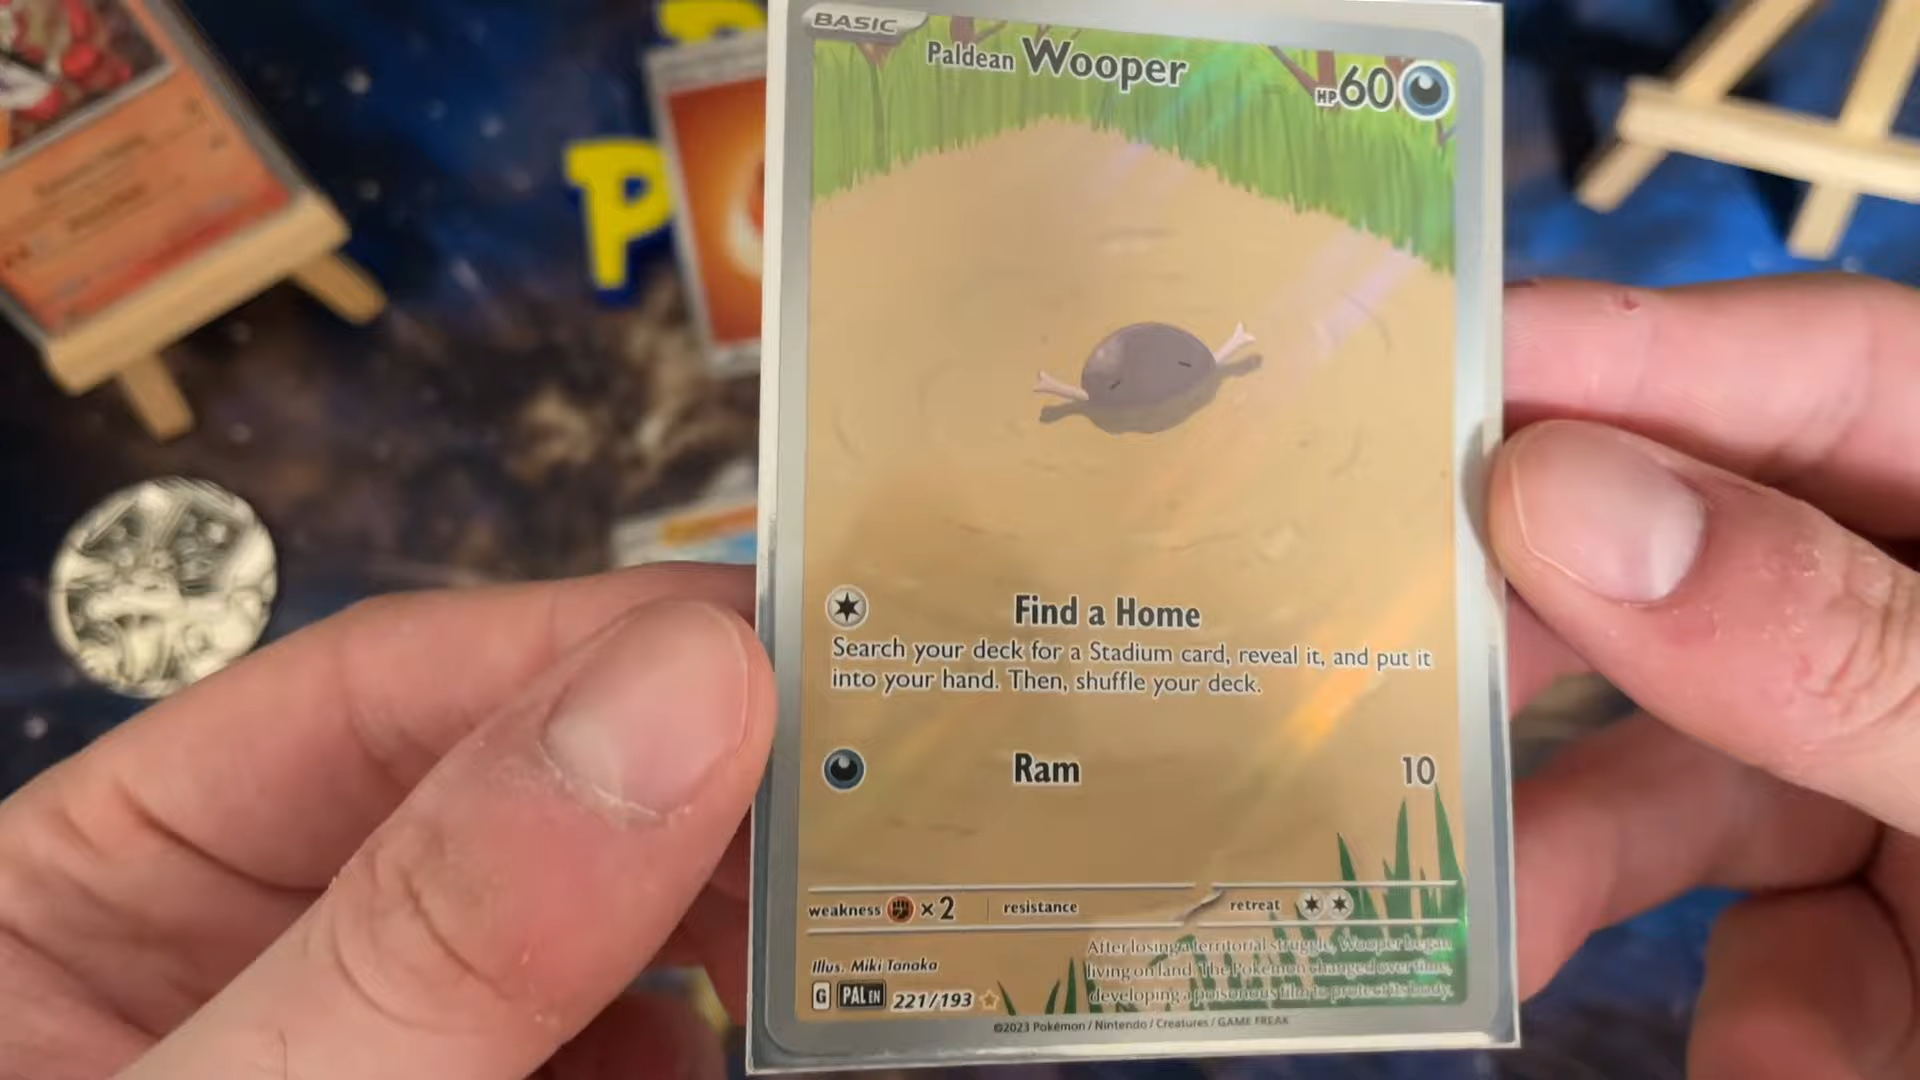 BASIC
Paldean Wooper
HP 60
Find a Home
Search your deck for a Stadium card, reveal it, and put it
into your hand. Then, shuffle your deck.
Ram 10
weakness ×2 resistance retreat
Illus. Miki Tanaka
After losing a territorial struggle, Wooper began
living on land. The Pokémon changed over time,
developing a poisonous film to protect its body.
G PAL EN 221/193
©2023 Pokémon / Nintendo / Creatures / GAME FREAK
P